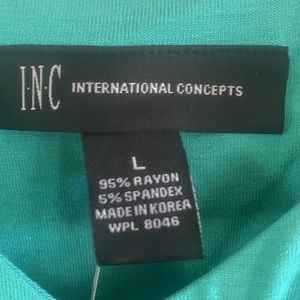 I·N·C INTERNATIONAL CONCEPTS
L
95% RAYON
5% SPANDEX
MADE IN KOREA
WPL 8046